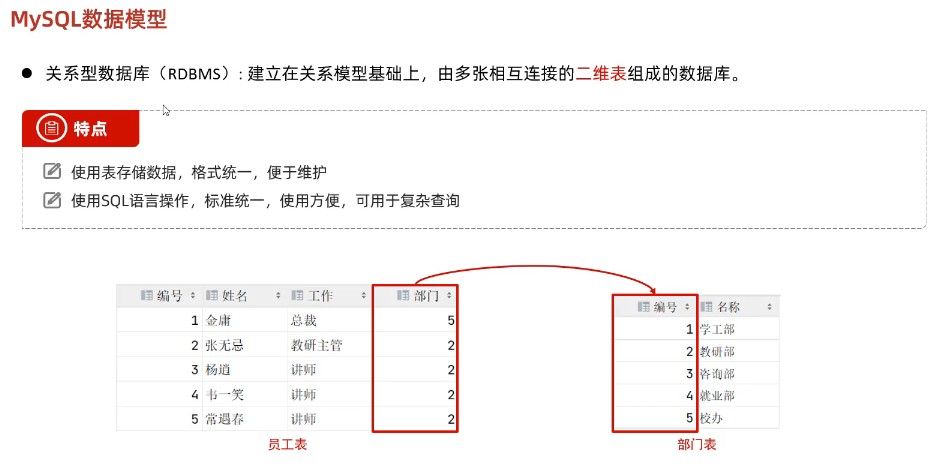 MySQL数据模型
关系型数据库（RDBMS）: 建立在关系模型基础上，由多张相互连接的二维表组成的数据库。
特点
使用表存储数据，格式统一，便于维护
使用SQL语言操作，标准统一，使用方便，可用于复杂查询
编号 姓名 工作 部门
1 金庸 总裁 5
2 张无忌 教研主管 2
3 杨逍 讲师 2
4 韦一笑 讲师 2
5 常遇春 讲师 2
员工表
编号 名称
1 学工部
2 教研部
3 咨询部
4 就业部
5 校办
部门表